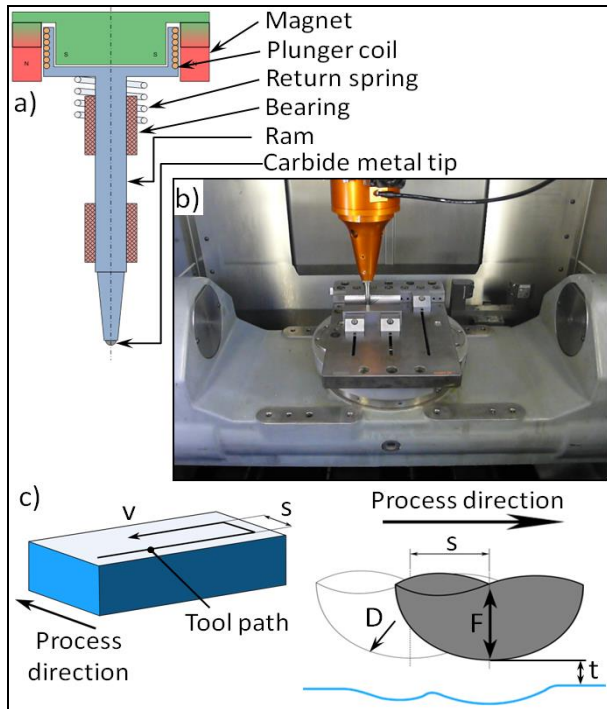 Magnet
Plunger coil
Return spring
Bearing
Ram
Carbide metal tip
S
S
N
a)
b)
c)
v
s
Tool path
Process
direction
Process direction
s
D
F
t